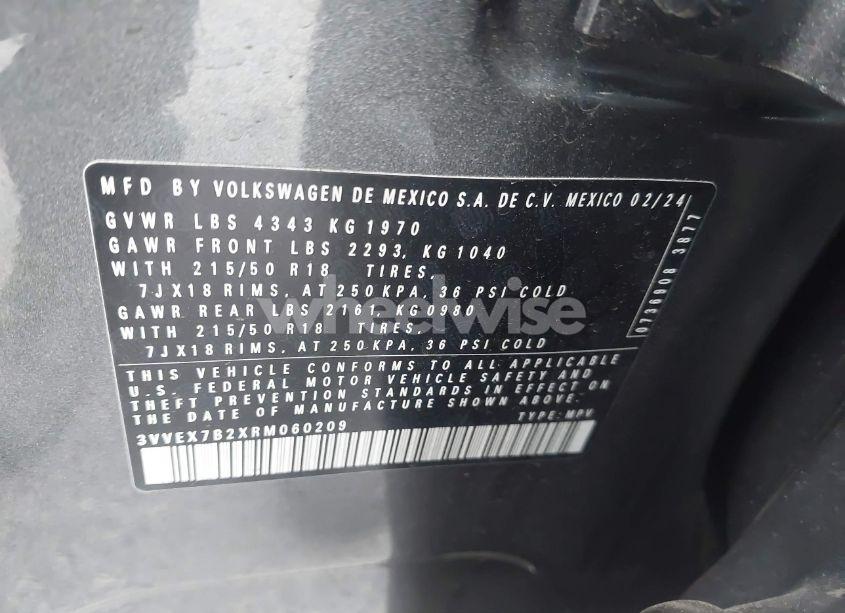 MFD BY VOLKSWAGEN DE MEXICO S.A. DE C.V. MEXICO 02/24
GVWR LBS 4343 KG 1970
GAWR FRONT LBS 2293, KG 1040
WITH 215/50 R18 TIRES,
7JX18 RIMS, AT 250 KPA, 36 PSI COLD
GAWR REAR LBS 2161, KG 0980
WITH 215/50 R18 TIRES,
7JX18 RIMS, AT 250 KPA, 36 PSI COLD
THIS VEHICLE CONFORMS TO ALL APPLICABLE
U.S. FEDERAL MOTOR VEHICLE SAFETY AND
THEFT PREVENTION STANDARDS IN EFFECT ON
THE DATE OF MANUFACTURE SHOWN ABOVE.
3VVEX7B2XRM060209 TYPE: MPV
0736908 3877
wheelwise